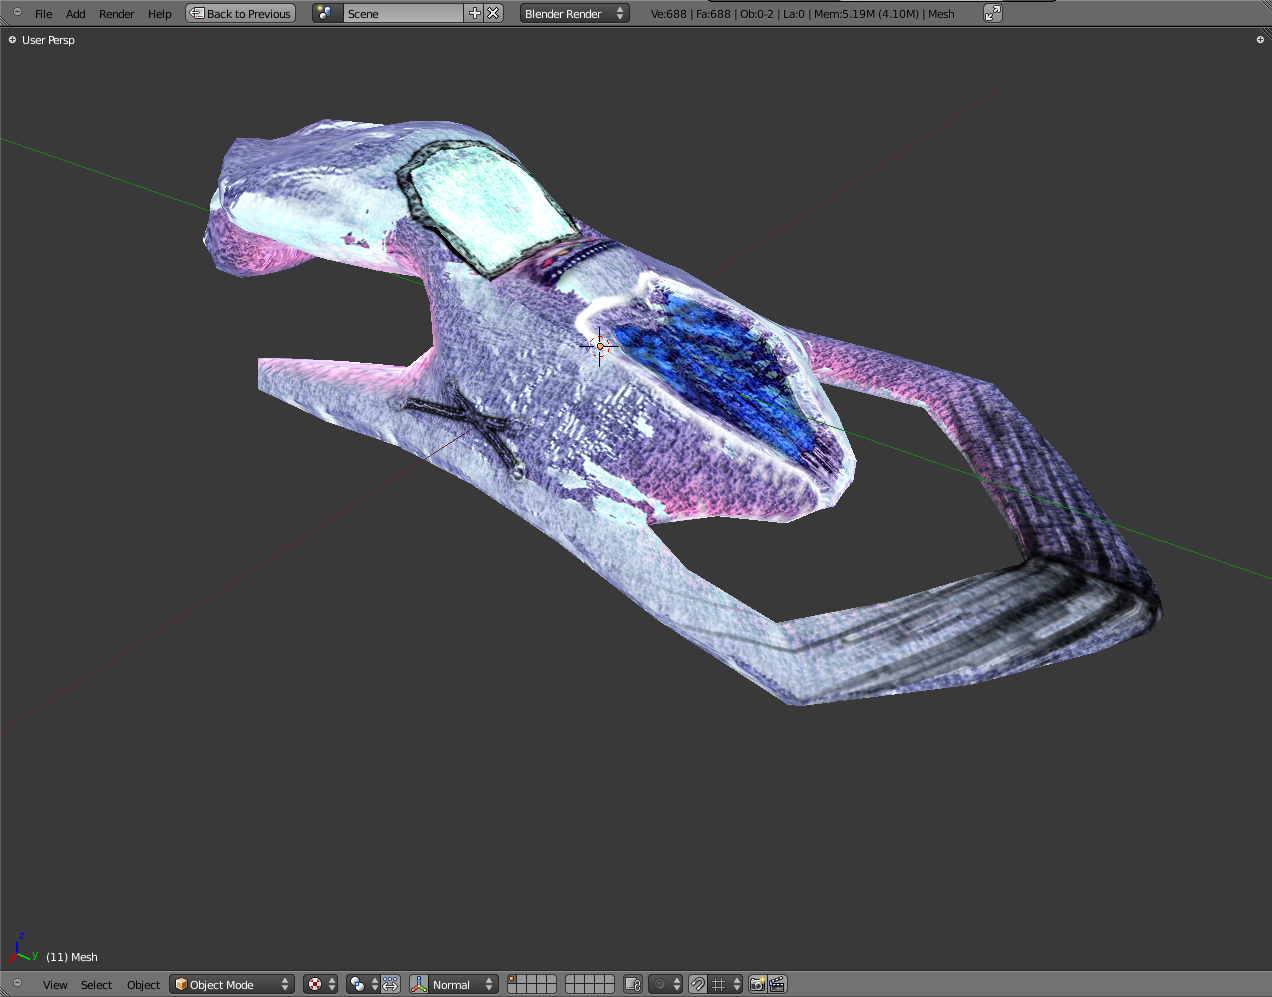 File Add Render Help Back to Previous Scene Blender Render Ve:688 | Fa:688 | Ob:0-2 | La:0 | Mem:5.19M (4.10M) | Mesh
User Persp
z
y
(11) Mesh
View Select Object Object Mode Normal